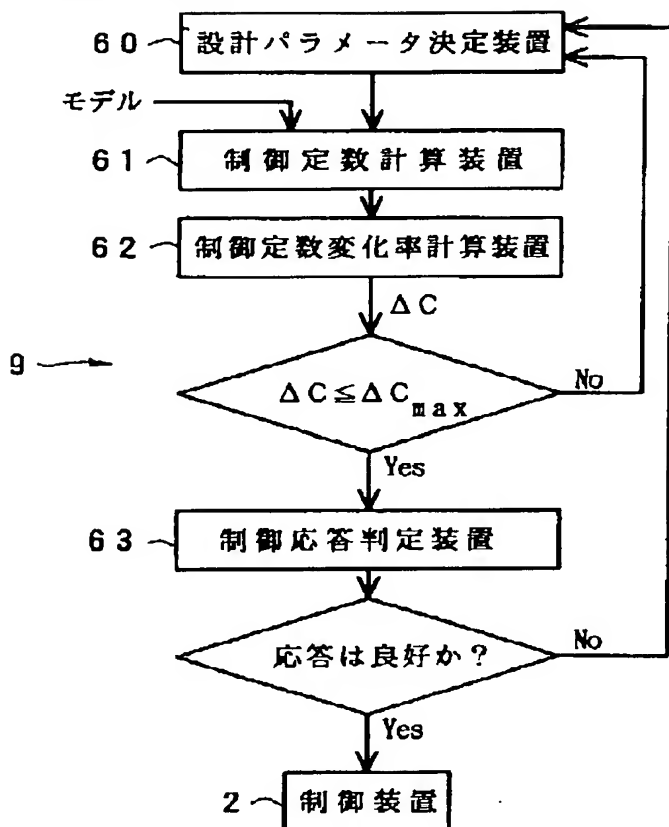 60 設計パラメータ決定装置
モデル
61 制御定数計算装置
62 制御定数変化率計算装置
ΔC
9
ΔC≦ΔCmax
No
Yes
63 制御応答判定装置
応答は良好か?
No
Yes
2 制御装置